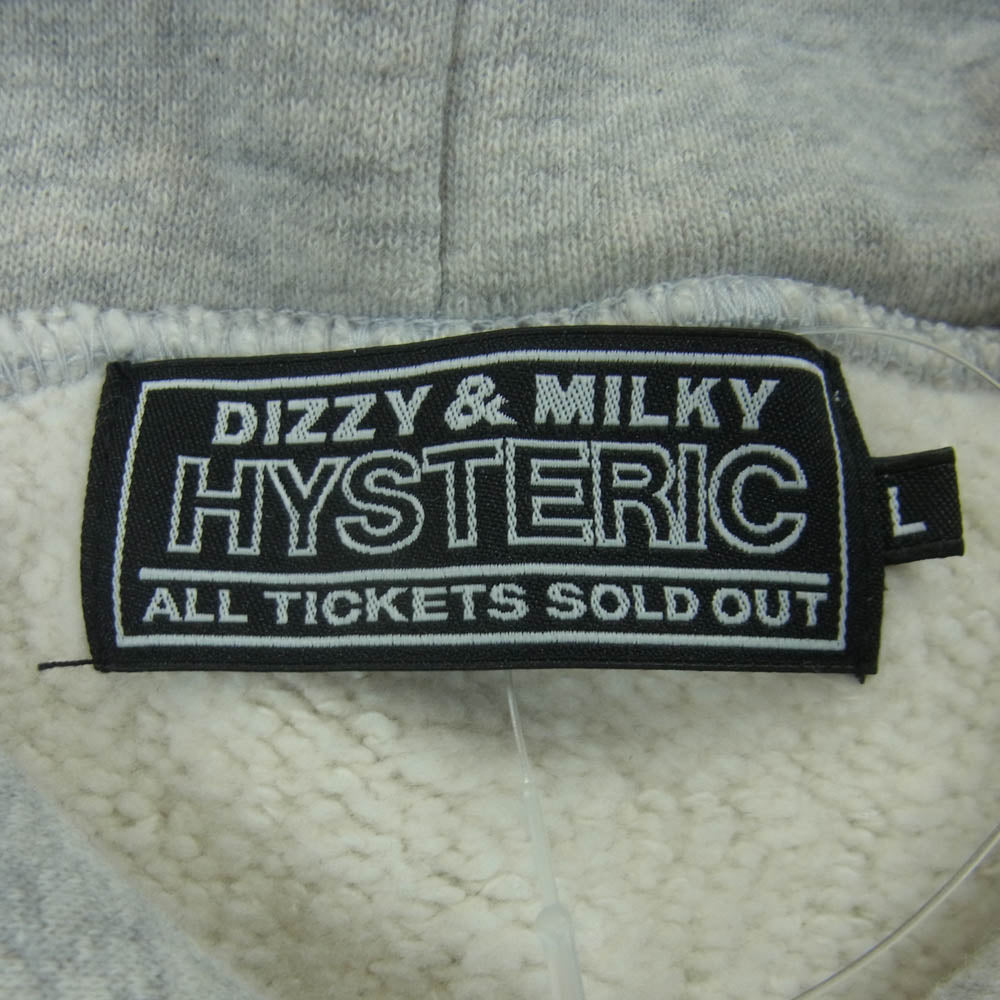 DIZZY & MILKY
HYSTERIC
ALL TICKETS SOLD OUT
L